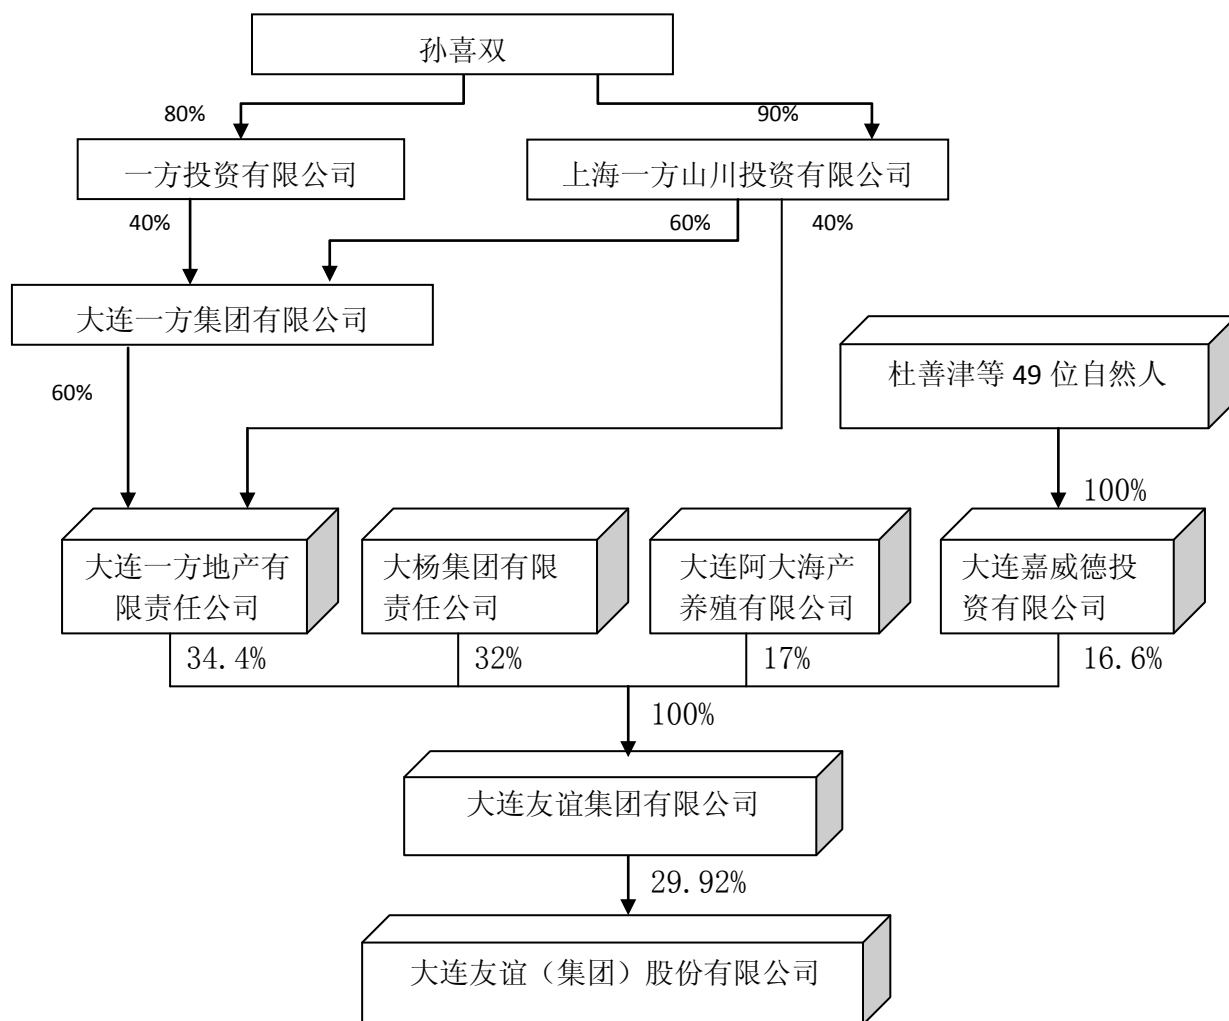 孙喜双
80%
90%
一方投资有限公司
上海一方山川投资有限公司
40%
60%
40%
大连一方集团有限公司
杜善津等 49 位自然人
60%
100%
大连一方地产有
限责任公司
大杨集团有限
责任公司
大连阿大海产
养殖有限公司
大连嘉威德投
资有限公司
34.4%
32%
17%
16.6%
100%
大连友谊集团有限公司
29.92%
大连友谊（集团）股份有限公司